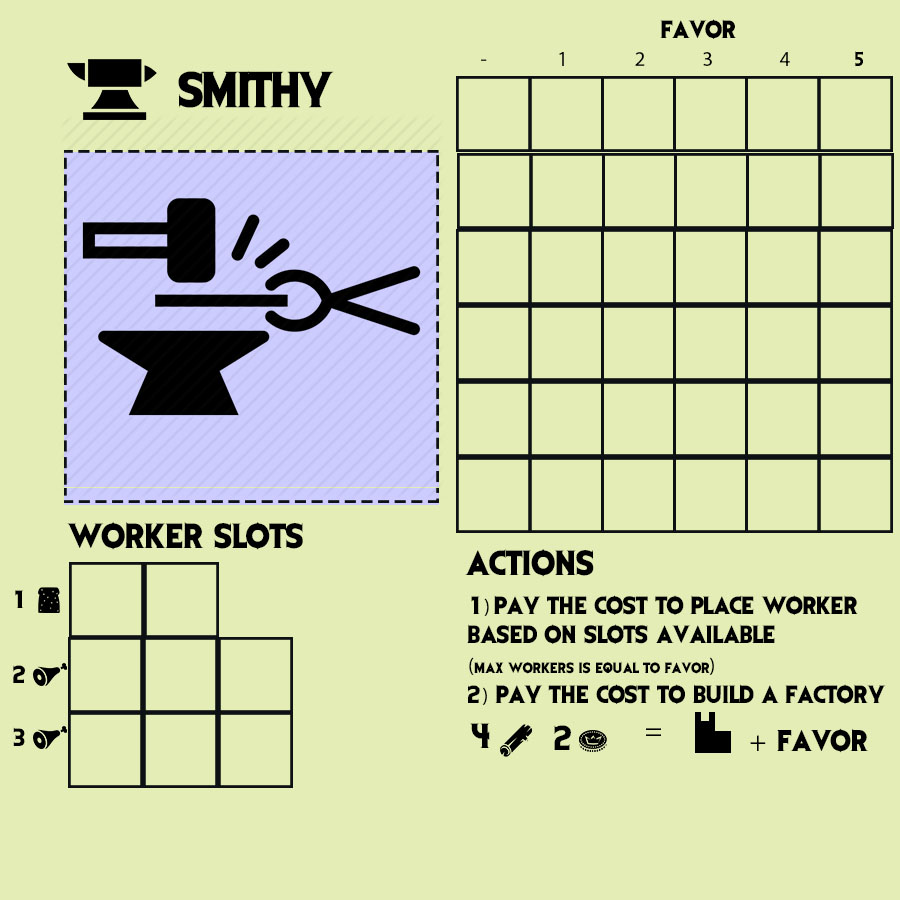 FAVOR
- 1 2 3 4 5
SMITHY
WORKER SLOTS
1
2
3
ACTIONS
1) PAY THE COST TO PLACE WORKER
BASED ON SLOTS AVAILABLE
(MAX WORKERS IS EQUAL TO FAVOR)
2) PAY THE COST TO BUILD A FACTORY
4 2 = + FAVOR